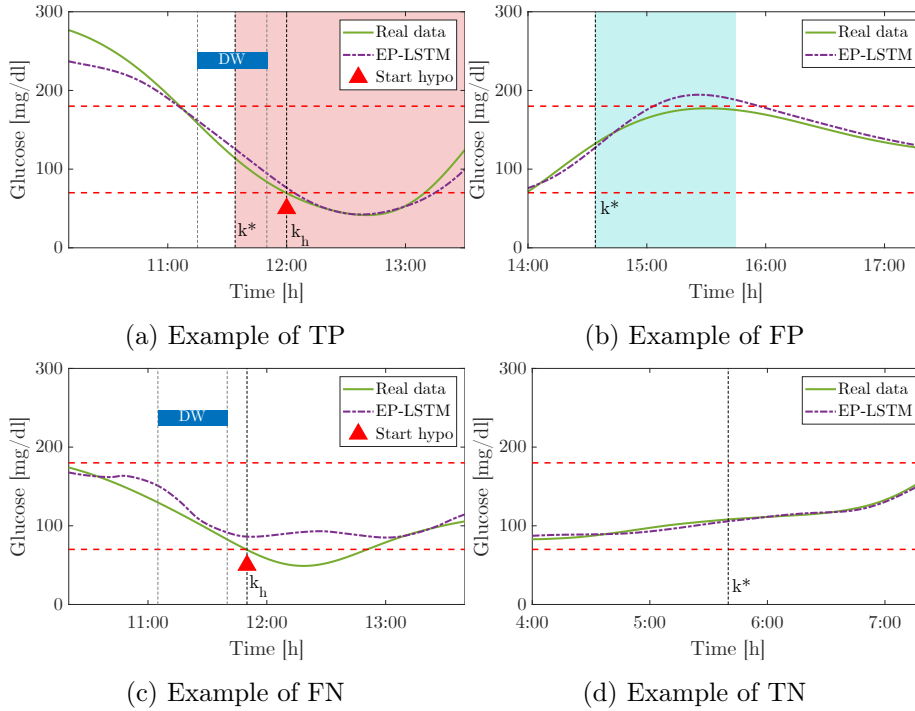 300
200
100
0
Glucose [mg/dl]
DW
Real data
EP-LSTM
Start hypo
k*
k_h
11:00 12:00 13:00
Time [h]
(a) Example of TP
300
200
100
0
Glucose [mg/dl]
Real data
EP-LSTM
k*
14:00 15:00 16:00 17:00
Time [h]
(b) Example of FP
300
200
100
0
Glucose [mg/dl]
DW
Real data
EP-LSTM
Start hypo
k_h
11:00 12:00 13:00
Time [h]
(c) Example of FN
300
200
100
0
Glucose [mg/dl]
Real data
EP-LSTM
k*
4:00 5:00 6:00 7:00
Time [h]
(d) Example of TN